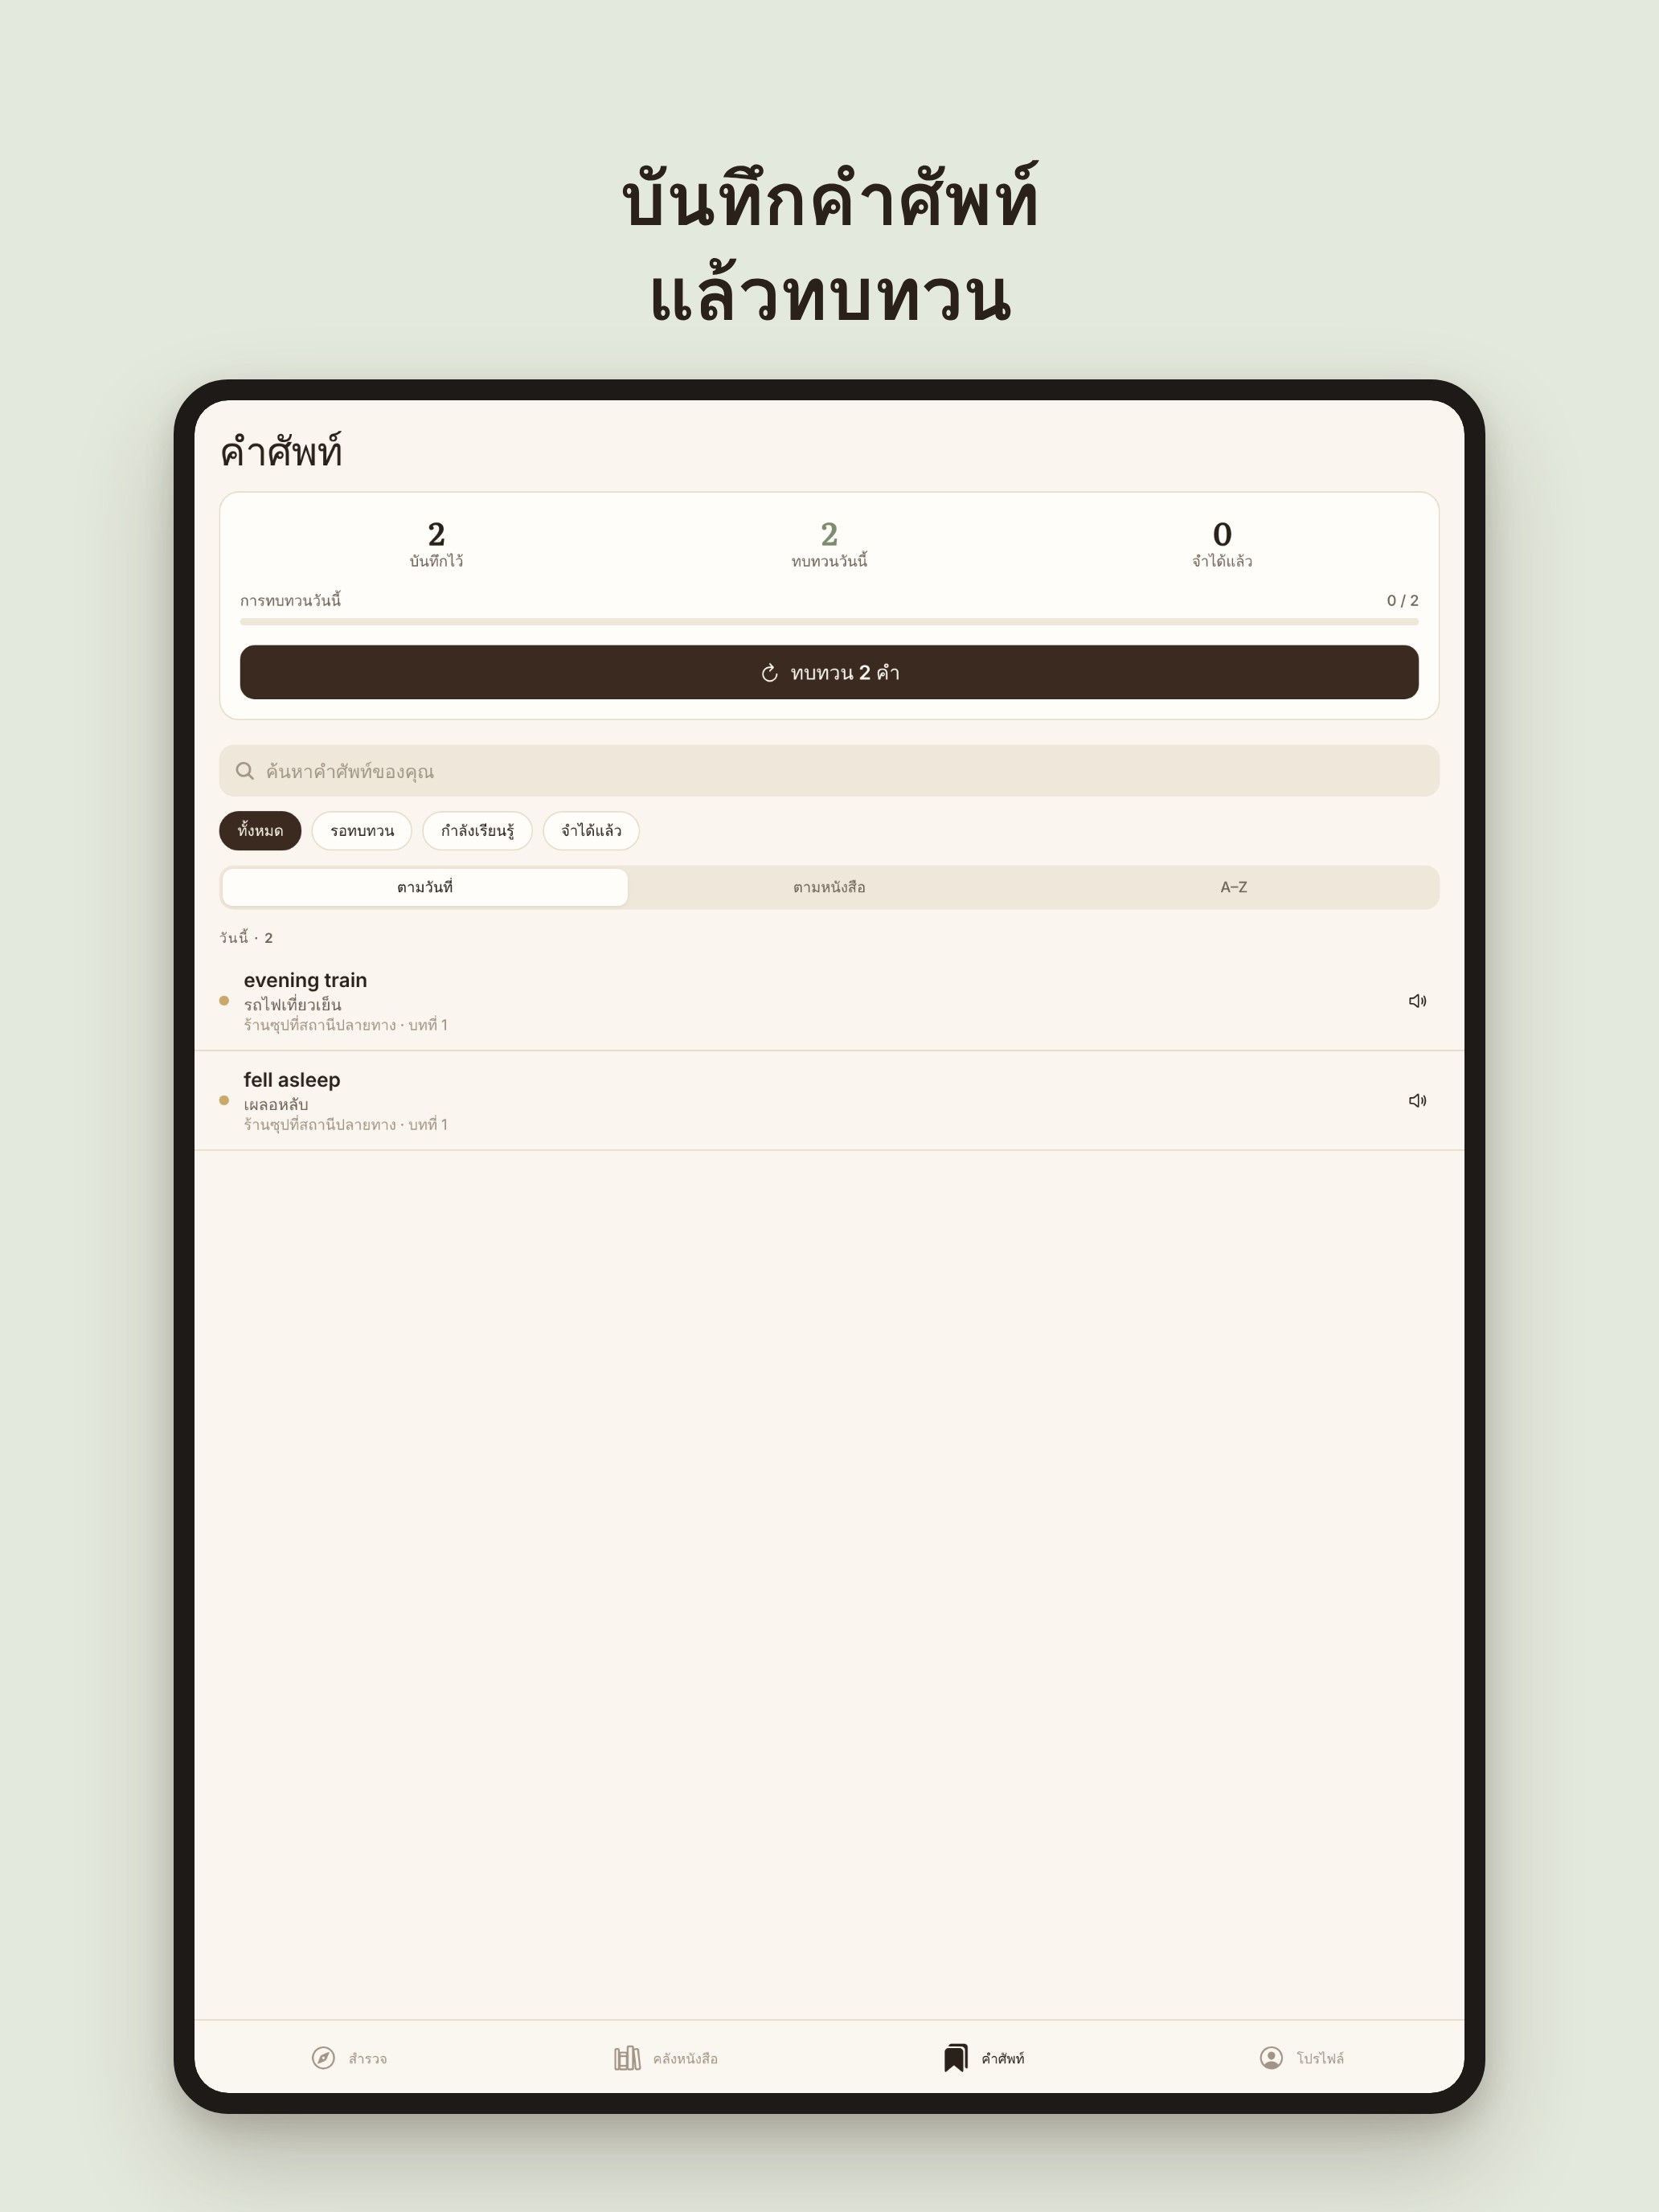 บันทึกคำศัพท์
แล้วทบทวน
คำศัพท์
2 2 0
บันทึกไว้ ทบทวนวันนี้ จำได้แล้ว
การทบทวนวันนี้ 0 / 2
ทบทวน 2 คำ
ค้นหาคำศัพท์ของคุณ
ทั้งหมด รอทบทวน กำลังเรียนรู้ จำได้แล้ว
ตามวันที่ ตามหนังสือ A–Z
วันนี้ · 2
evening train
รถไฟเที่ยวเย็น
ร้านซุปที่สถานีปลายทาง · บทที่ 1
fell asleep
เผลอหลับ
ร้านซุปที่สถานีปลายทาง · บทที่ 1
สำรวจ คลังหนังสือ คำศัพท์ โปรไฟล์